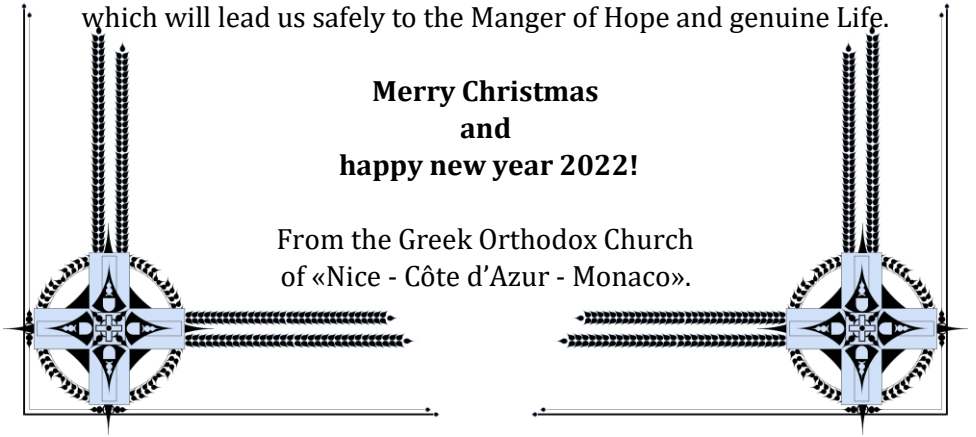 which will lead us safely to the Manger of Hope and genuine Life.
Merry Christmas
and
happy new year 2022!
From the Greek Orthodox Church
of «Nice - Côte d’Azur - Monaco».